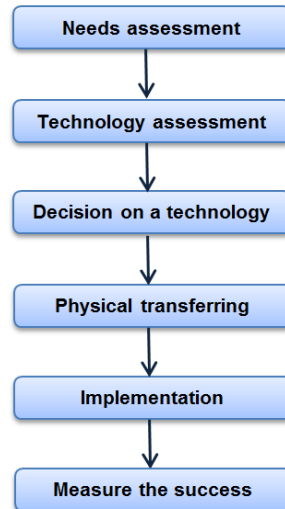 Needs assessment
Technology assessment
Decision on a technology
Physical transferring
Implementation
Measure the success